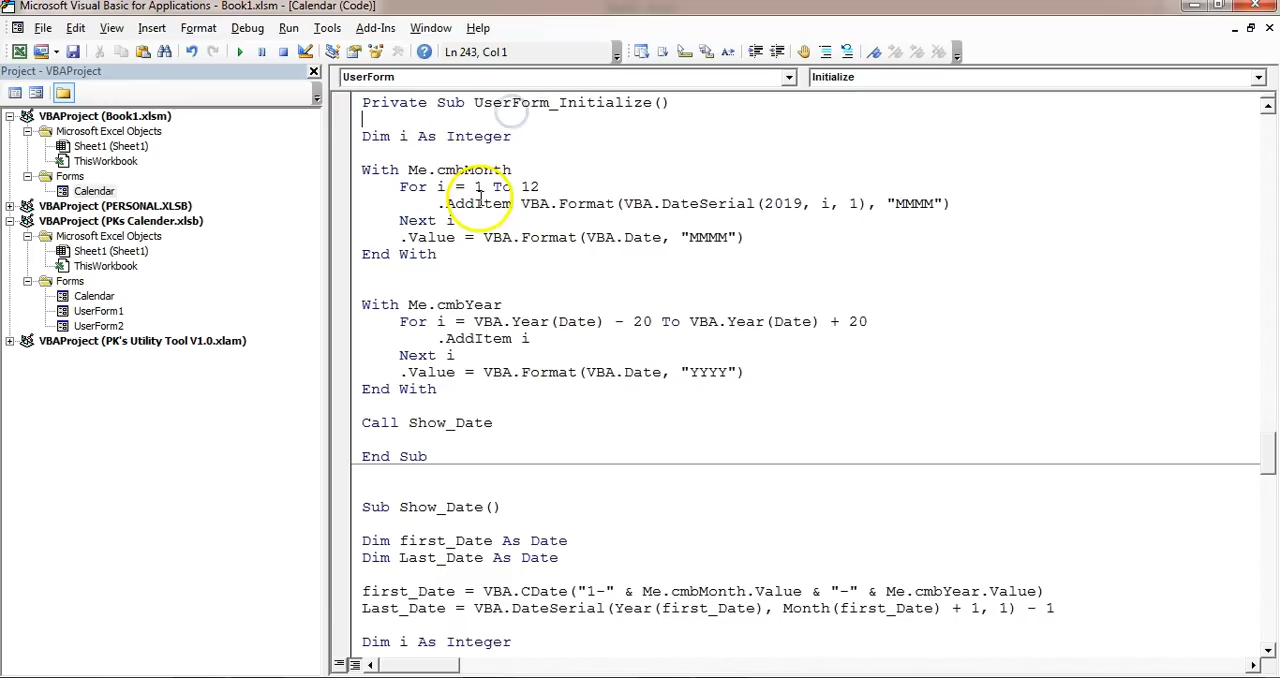 Microsoft Visual Basic for Applications - Book1.xlsm - [Calendar (Code)]
File Edit View Insert Format Debug Run Tools Add-Ins Window Help
Ln 243, Col 1
Project - VBAProject
UserForm
Initialize
VBAProject (Book1.xlsm)
Microsoft Excel Objects
Sheet1 (Sheet1)
ThisWorkbook
Forms
Calendar
VBAProject (PERSONAL.XLSB)
VBAProject (PKs Calender.xlsb)
Microsoft Excel Objects
Sheet1 (Sheet1)
ThisWorkbook
Forms
Calendar
UserForm1
UserForm2
VBAProject (PK's Utility Tool V1.0.xlam)
Private Sub UserForm_Initialize()
Dim i As Integer
With Me.cmbMonth
For i = 1 To 12
.AddItem VBA.Format(VBA.DateSerial(2019, i, 1), "MMMM")
Next i
.Value = VBA.Format(VBA.Date, "MMMM")
End With
With Me.cmbYear
For i = VBA.Year(Date) - 20 To VBA.Year(Date) + 20
.AddItem i
Next i
.Value = VBA.Format(VBA.Date, "YYYY")
End With
Call Show_Date
End Sub
Sub Show_Date()
Dim first_Date As Date
Dim Last_Date As Date
first_Date = VBA.CDate("1-" & Me.cmbMonth.Value & "-" & Me.cmbYear.Value)
Last_Date = VBA.DateSerial(Year(first_Date), Month(first_Date) + 1, 1) - 1
Dim i As Integer